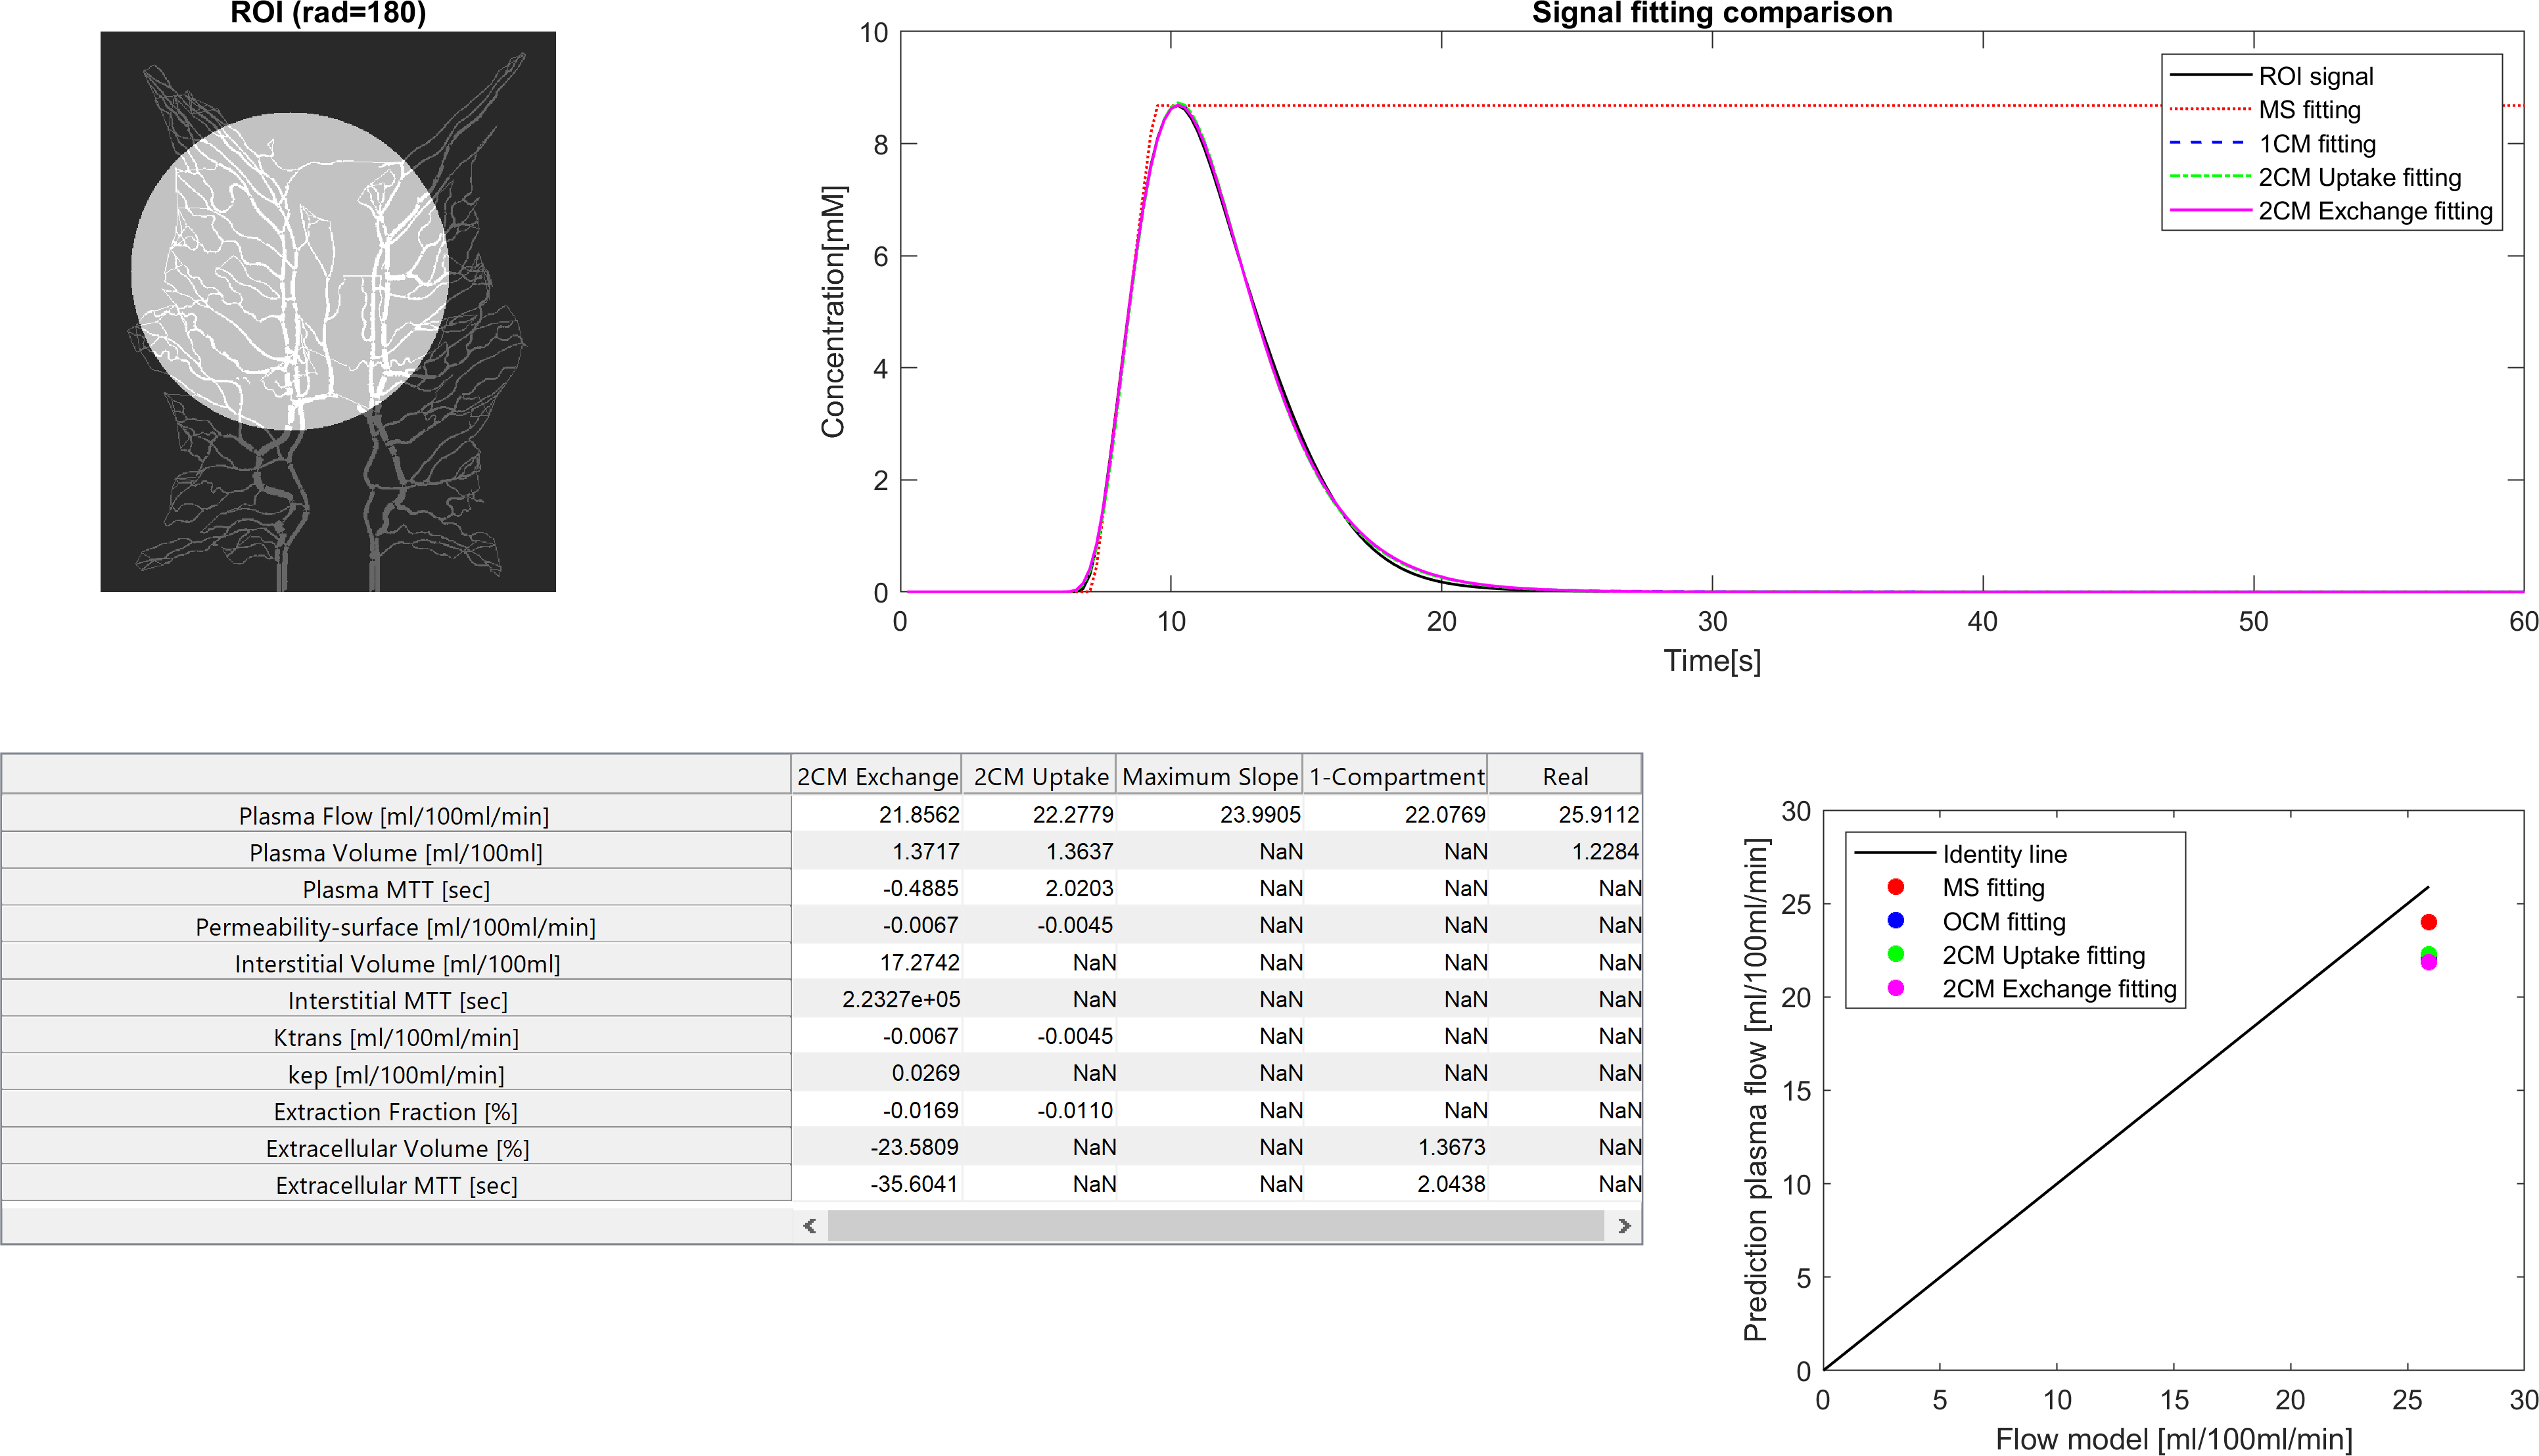 ROI (rad=180)
Signal fitting comparison
10
8
6
4
2
0
Concentration[mM]
0 10 20 30 40 50 60
Time[s]
ROI signal
MS fitting
1CM fitting
2CM Uptake fitting
2CM Exchange fitting
2CM Exchange 2CM Uptake Maximum Slope 1-Compartment Real
Plasma Flow [ml/100ml/min] 21.8562 22.2779 23.9905 22.0769 25.9112
Plasma Volume [ml/100ml] 1.3717 1.3637 NaN NaN 1.2284
Plasma MTT [sec] -0.4885 2.0203 NaN NaN NaN
Permeability-surface [ml/100ml/min] -0.0067 -0.0045 NaN NaN NaN
Interstitial Volume [ml/100ml] 17.2742 NaN NaN NaN NaN
Interstitial MTT [sec] 2.2327e+05 NaN NaN NaN NaN
Ktrans [ml/100ml/min] -0.0067 -0.0045 NaN NaN NaN
kep [ml/100ml/min] 0.0269 NaN NaN NaN NaN
Extraction Fraction [%] -0.0169 -0.0110 NaN NaN NaN
Extracellular Volume [%] -23.5809 NaN NaN 1.3673 NaN
Extracellular MTT [sec] -35.6041 NaN NaN 2.0438 NaN
30
25
20
15
10
5
0
Prediction plasma flow [ml/100ml/min]
Identity line
MS fitting
OCM fitting
2CM Uptake fitting
2CM Exchange fitting
0 5 10 15 20 25 30
Flow model [ml/100ml/min]